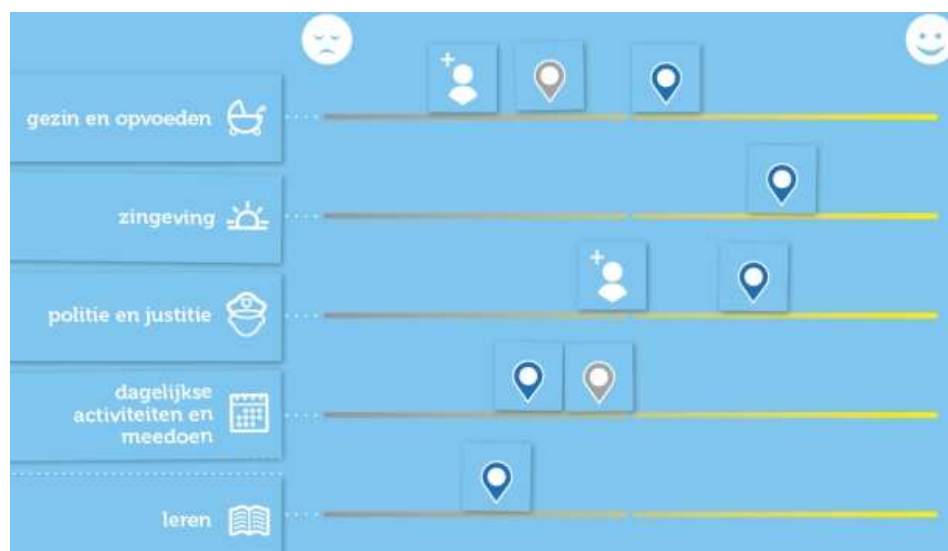 gezin en opvoeden
zingeving
politie en justitie
dagelijkse
activiteiten en
meedoen
leren